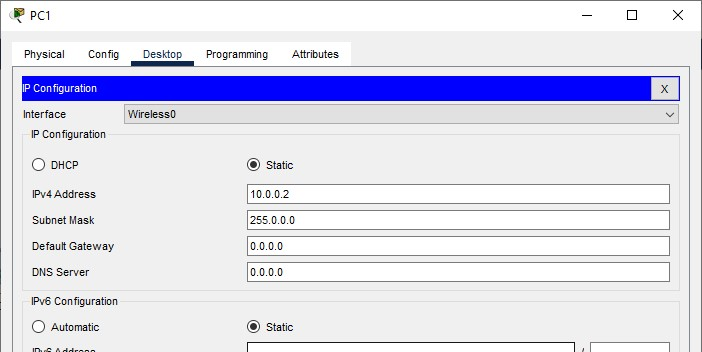 PC1
Physical Config Desktop Programming Attributes
IP Configuration X
Interface Wireless0
IP Configuration
DHCP Static
IPv4 Address 10.0.0.2
Subnet Mask 255.0.0.0
Default Gateway 0.0.0.0
DNS Server 0.0.0.0
IPv6 Configuration
Automatic Static
IPv6 Address /